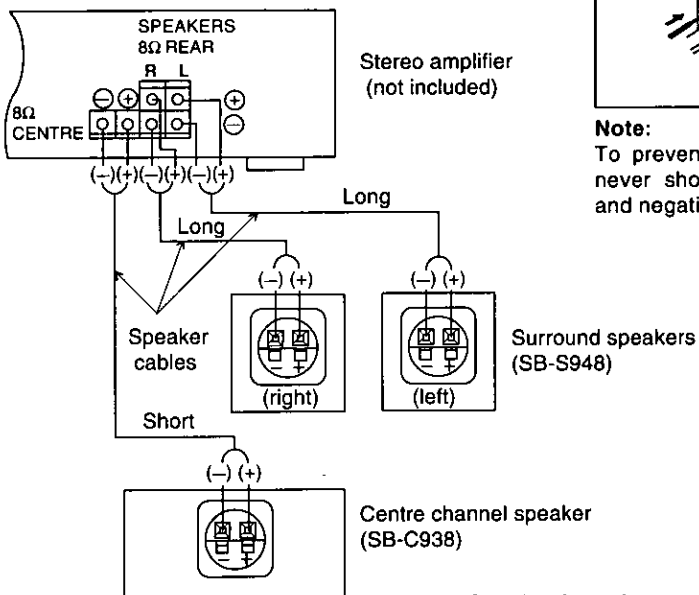 SPEAKERS
8Ω REAR
R L
⊖ ⊕ ⊕
8Ω
CENTRE ⊖
(−)(+)(−)(+)(−)(+)
Stereo amplifier
(not included)
Note:
To preven
never sho
and negati
Long
Long
(−) (+)
(−) (+)
Speaker
cables
− +
− +
(right)
(left)
Surround speakers
(SB-S948)
Short
(−) (+)
− +
Centre channel speaker
(SB-C938)